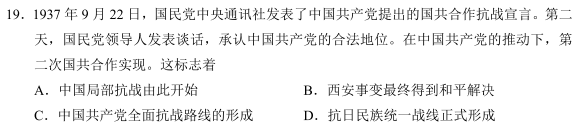 19．1937 年 9 月 22 日，国民党中央通讯社发表了中国共产党提出的国共合作抗战宣言。第二
天，国民党领导人发表谈话，承认中国共产党的合法地位。在中国共产党的推动下，第
二次国共合作实现。这标志着
A．中国局部抗战由此开始 B．西安事变最终得到和平解决
C．中国共产党全面抗战路线的形成 D．抗日民族统一战线正式形成